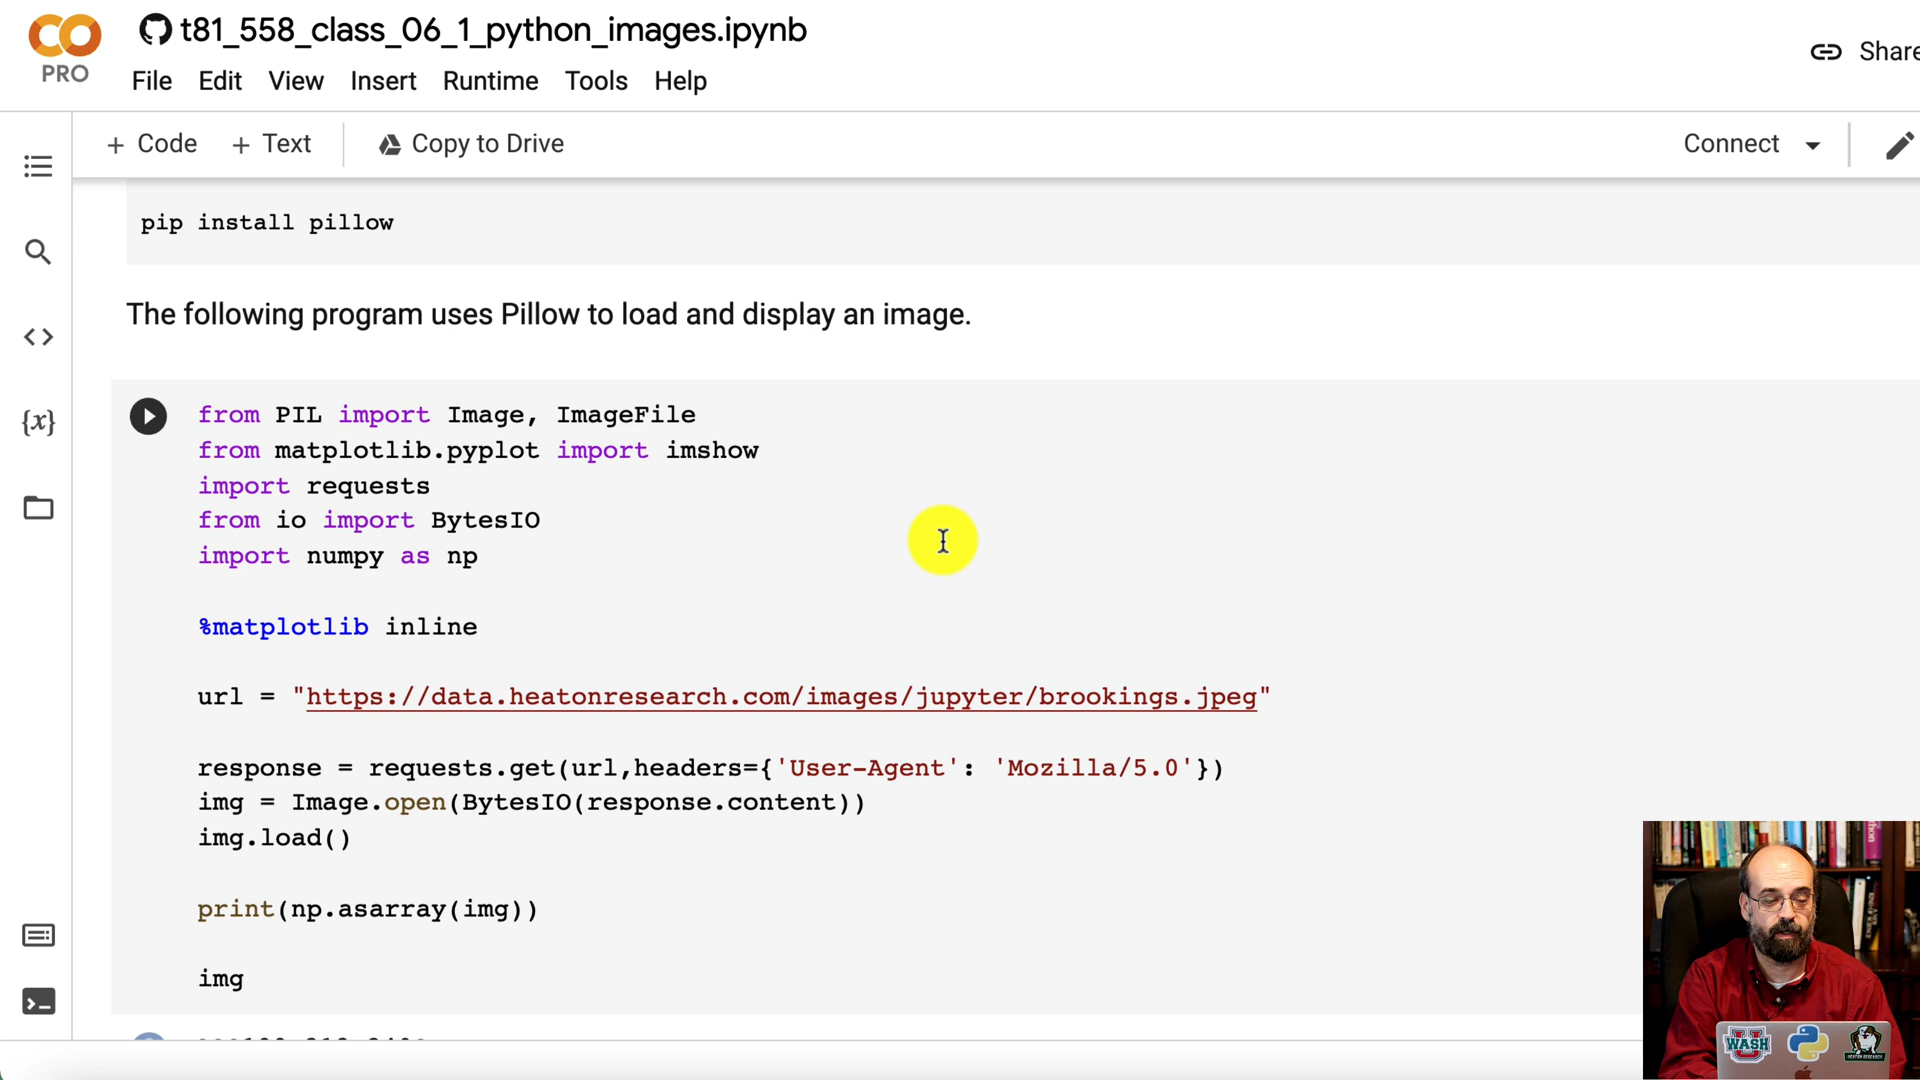 t81_558_class_06_1_python_images.ipynb
PRO
File Edit View Insert Runtime Tools Help
Share
+ Code + Text Copy to Drive
Connect
pip install pillow
The following program uses Pillow to load and display an image.
from PIL import Image, ImageFile
from matplotlib.pyplot import imshow
import requests
from io import BytesIO
import numpy as np
%matplotlib inline
url = "https://data.heatonresearch.com/images/jupyter/brookings.jpeg"
response = requests.get(url,headers={'User-Agent': 'Mozilla/5.0'})
img = Image.open(BytesIO(response.content))
img.load()
print(np.asarray(img))
img
WASH
HEATON RESEARCH